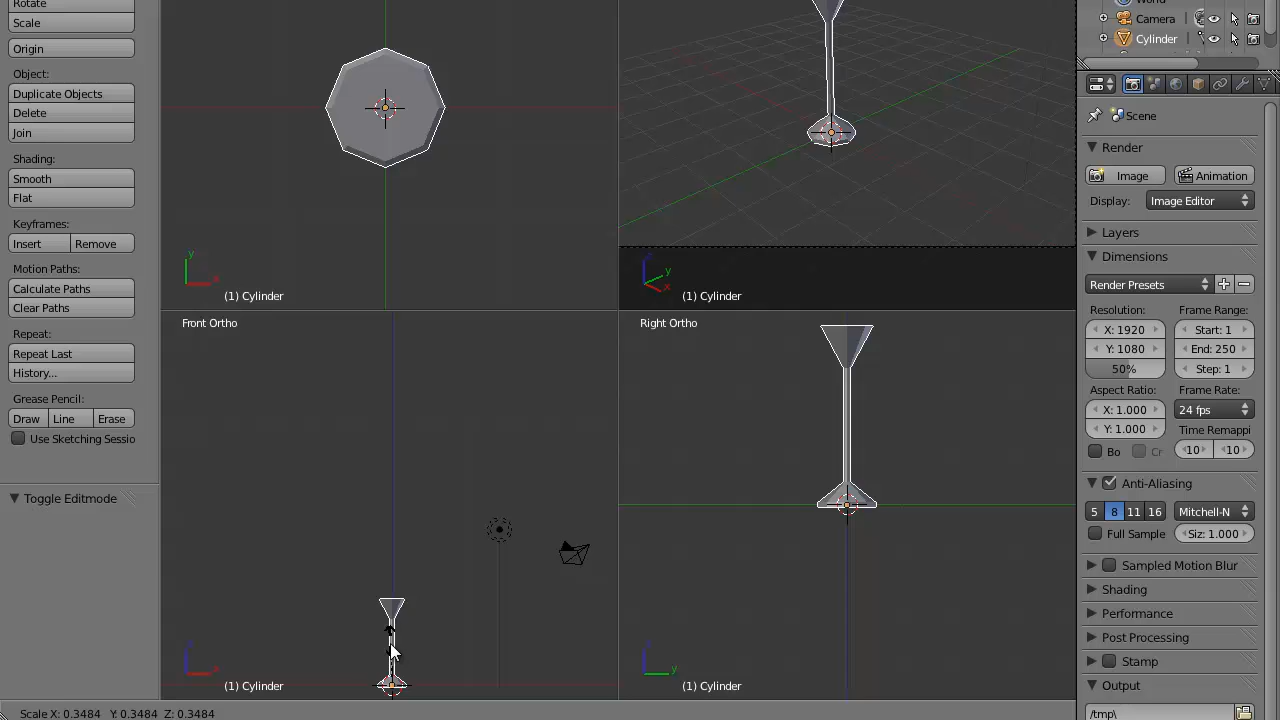 Rotate
Scale
Origin
Object:
Duplicate Objects
Delete
Join
Shading:
Smooth
Flat
Keyframes:
Insert Remove
Motion Paths:
Calculate Paths
Clear Paths
Repeat:
Repeat Last
History...
Grease Pencil:
Draw Line Erase
Use Sketching Sessio
Toggle Editmode
y
x
(1) Cylinder
z
y
x
(1) Cylinder
Front Ortho
x
(1) Cylinder
Right Ortho
y
(1) Cylinder
Scale X: 0.3484 Y: 0.3484 Z: 0.3484
World
Camera
Cylinder
Scene
Render
Image Animation
Display: Image Editor
Layers
Dimensions
Render Presets
Resolution: Frame Range:
X: 1920 Start: 1
Y: 1080 End: 250
50% Step: 1
Aspect Ratio: Frame Rate:
X: 1.000 24 fps
Y: 1.000 Time Remappi
Bo Cr 10 10
Anti-Aliasing
5 8 11 16 Mitchell-N
Full Sample Siz: 1.000
Sampled Motion Blur
Shading
Performance
Post Processing
Stamp
Output
/tmp\